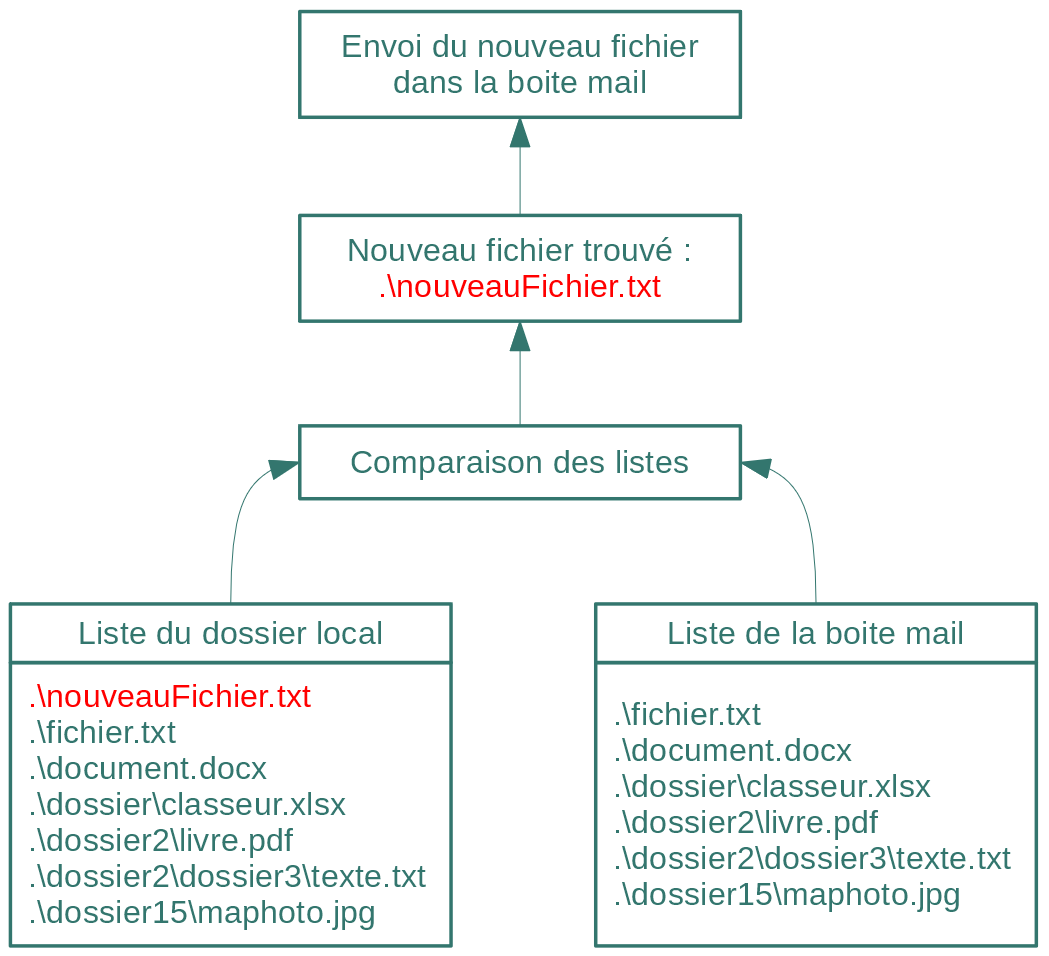 Envoi du nouveau fichier
dans la boite mail
Nouveau fichier trouvé :
.\nouveauFichier.txt
Comparaison des listes
Liste du dossier local
.\nouveauFichier.txt
.\fichier.txt
.\document.docx
.\dossier\classeur.xlsx
.\dossier2\livre.pdf
.\dossier2\dossier3\texte.txt
.\dossier15\maphoto.jpg
Liste de la boite mail
.\fichier.txt
.\document.docx
.\dossier\classeur.xlsx
.\dossier2\livre.pdf
.\dossier2\dossier3\texte.txt
.\dossier15\maphoto.jpg